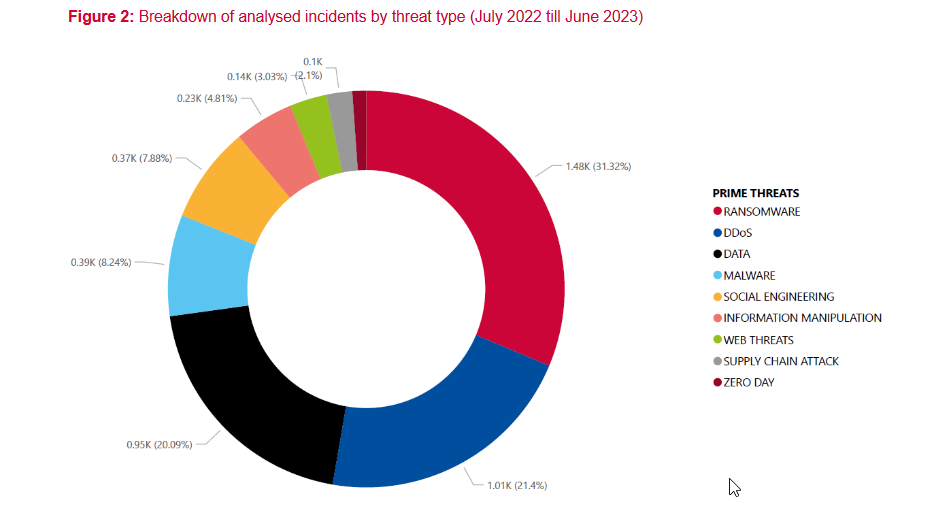 Figure 2: Breakdown of analysed incidents by threat type (July 2022 till June 2023)
0.1K
(2.1%)
0.14K (3.03%)
0.23K (4.81%)
0.37K (7.88%)
0.39K (8.24%)
0.95K (20.09%)
1.01K (21.4%)
1.48K (31.32%)
PRIME THREATS
RANSOMWARE
DDoS
DATA
MALWARE
SOCIAL ENGINEERING
INFORMATION MANIPULATION
WEB THREATS
SUPPLY CHAIN ATTACK
ZERO DAY